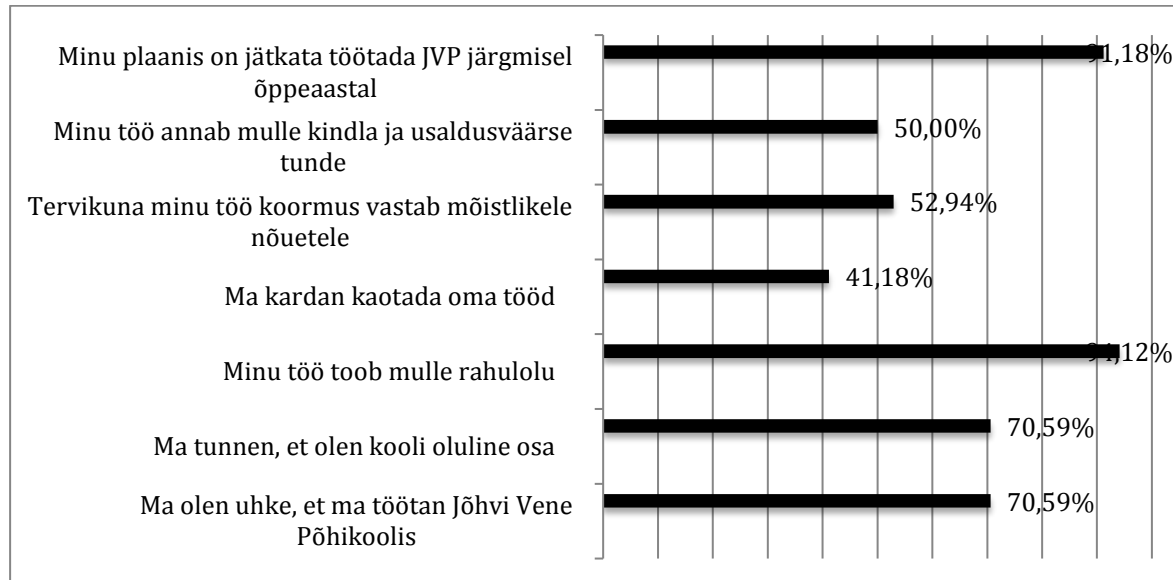 Minu plaanis on jätkata töötada JVP järgmisel
õppeaastal
91,18%
Minu töö annab mulle kindla ja usaldusväärse
tunde
50,00%
Tervikuna minu töö koormus vastab mõistlikele
nõuetele
52,94%
Ma kardan kaotada oma tööd
41,18%
Minu töö toob mulle rahulolu
94,12%
Ma tunnen, et olen kooli oluline osa
70,59%
Ma olen uhke, et ma töötan Jõhvi Vene
Põhikoolis
70,59%